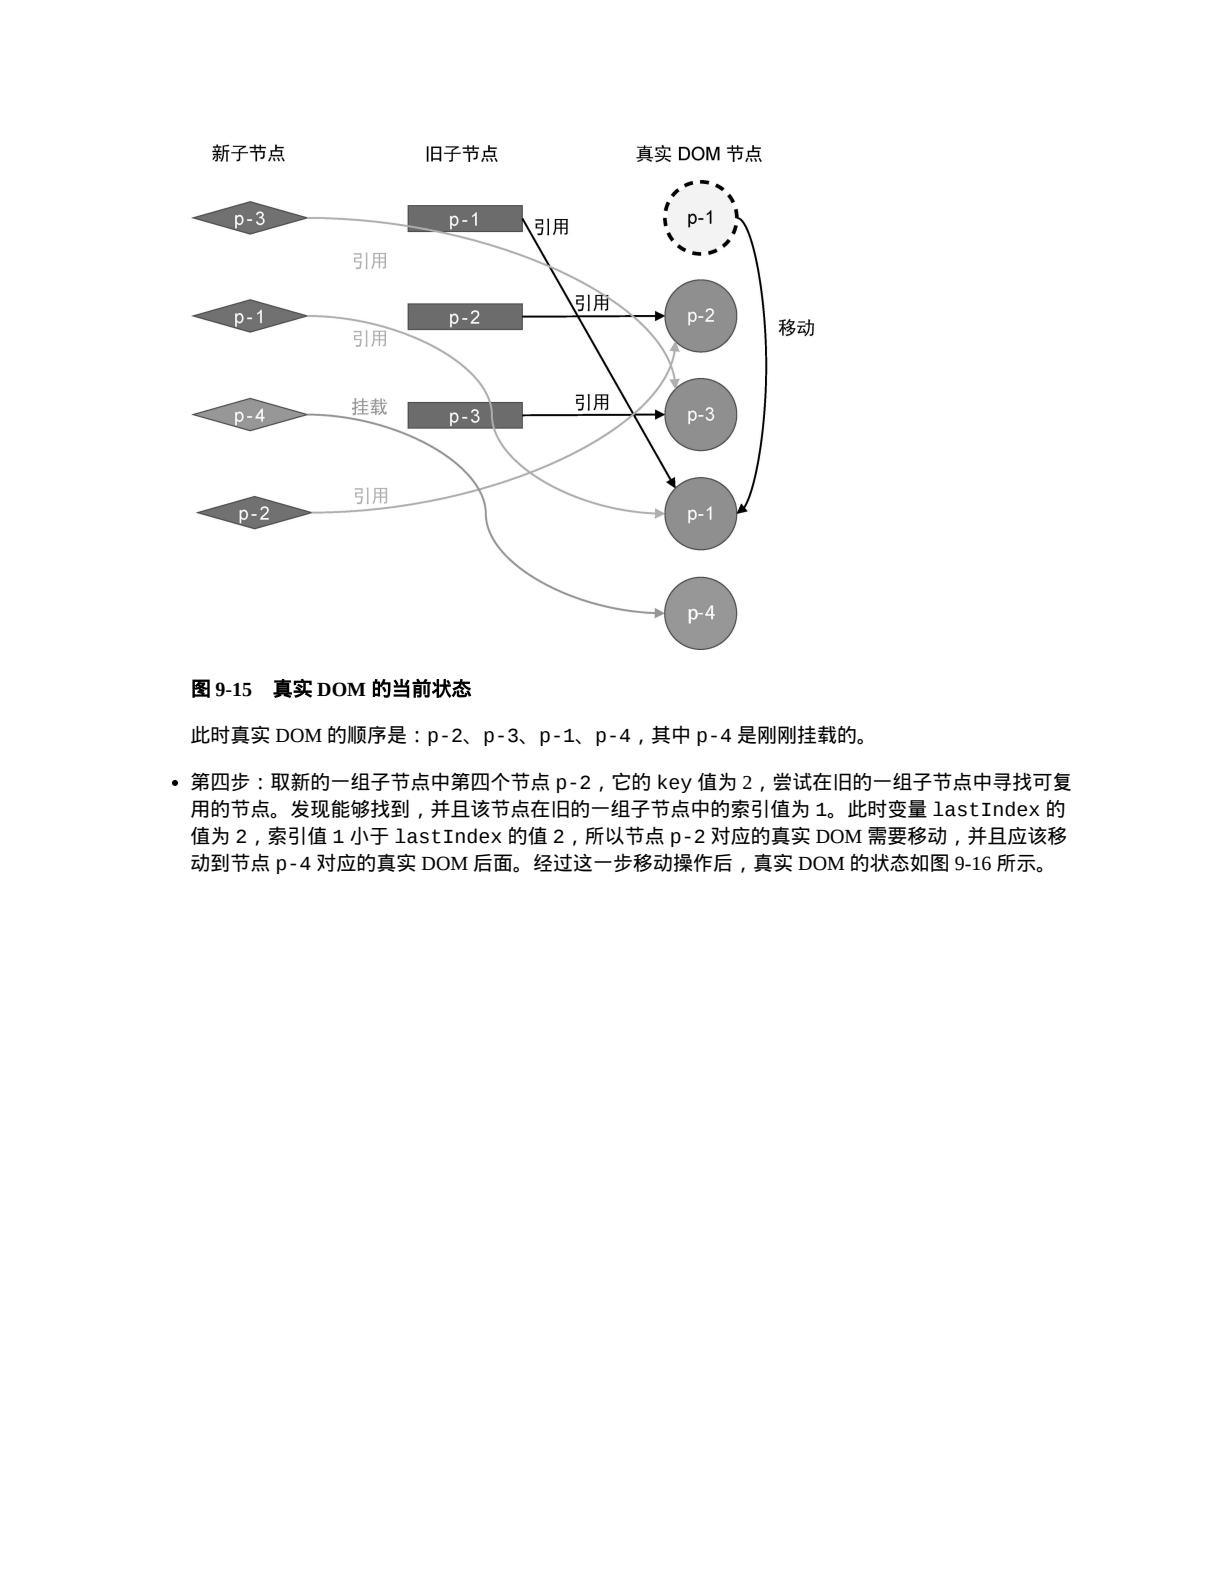 新子节点 旧子节点 真实 DOM 节点
p-3 p-1 引用 p-1
引用
引用
p-1 p-2 p-2 移动
引用
挂载 引用
p-4 p-3 p-3
引用
p-2 p-1
p-4
图 9-15 真实 DOM 的当前状态
此时真实 DOM 的顺序是：p-2、p-3、p-1、p-4，其中 p-4 是刚刚挂载的。
• 第四步：取新的一组子节点中第四个节点 p-2，它的 key 值为 2，尝试在旧的一组子节点中寻找可复
用的节点。发现能够找到，并且该节点在旧的一组子节点中的索引值为 1。此时变量 lastIndex 的
值为 2，索引值 1 小于 lastIndex 的值 2，所以节点 p-2 对应的真实 DOM 需要移动，并且应该移
动到节点 p-4 对应的真实 DOM 后面。经过这一步移动操作后，真实 DOM 的状态如图 9-16 所示。